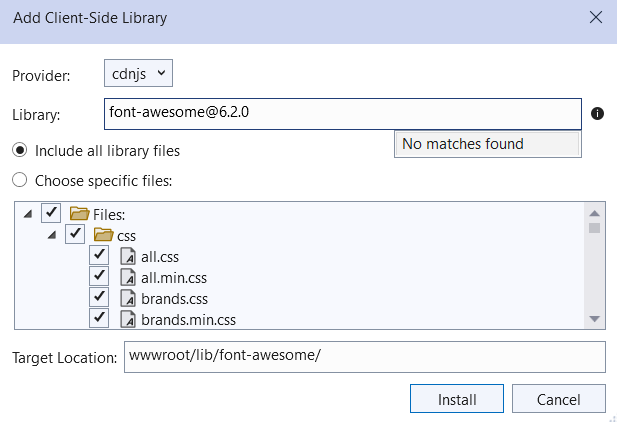 Add Client-Side Library
Provider: cdnjs
Library: font-awesome@6.2.0
No matches found
Include all library files
Choose specific files:
Files:
css
all.css
all.min.css
brands.css
brands.min.css
Target Location: wwwroot/lib/font-awesome/
Install Cancel